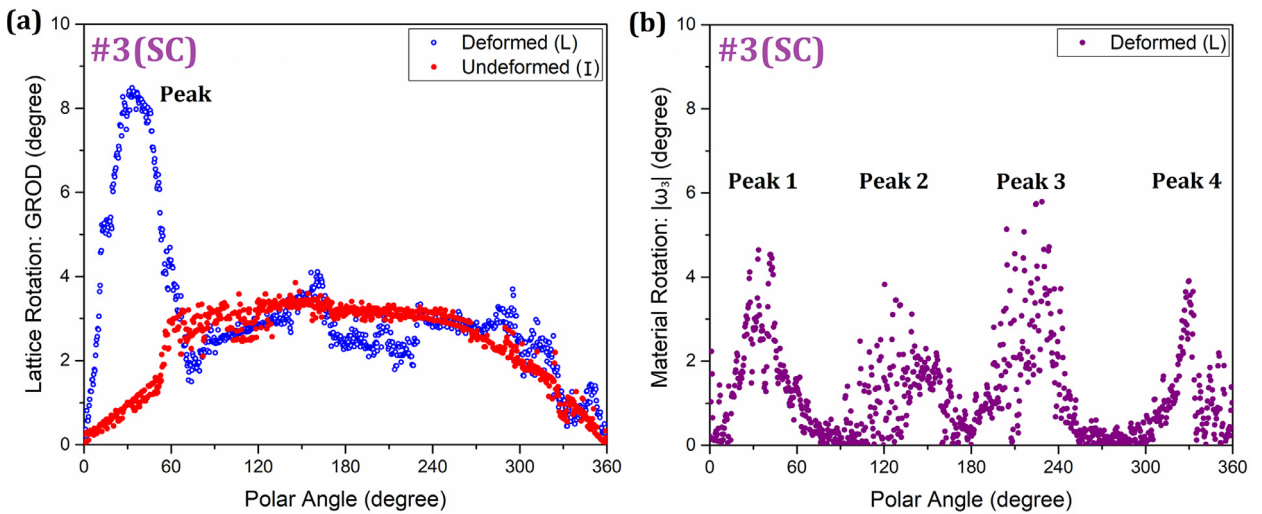 (a)
#3(SC)
Deformed (L)
Undeformed (I)
Peak
10
8
6
4
2
0
Lattice Rotation: GROD (degree)
0 60 120 180 240 300 360
Polar Angle (degree)
(b)
#3(SC)
Deformed (L)
Peak 1 Peak 2 Peak 3 Peak 4
10
8
6
4
2
0
Material Rotation: |ω₃| (degree)
0 60 120 180 240 300 360
Polar Angle (degree)